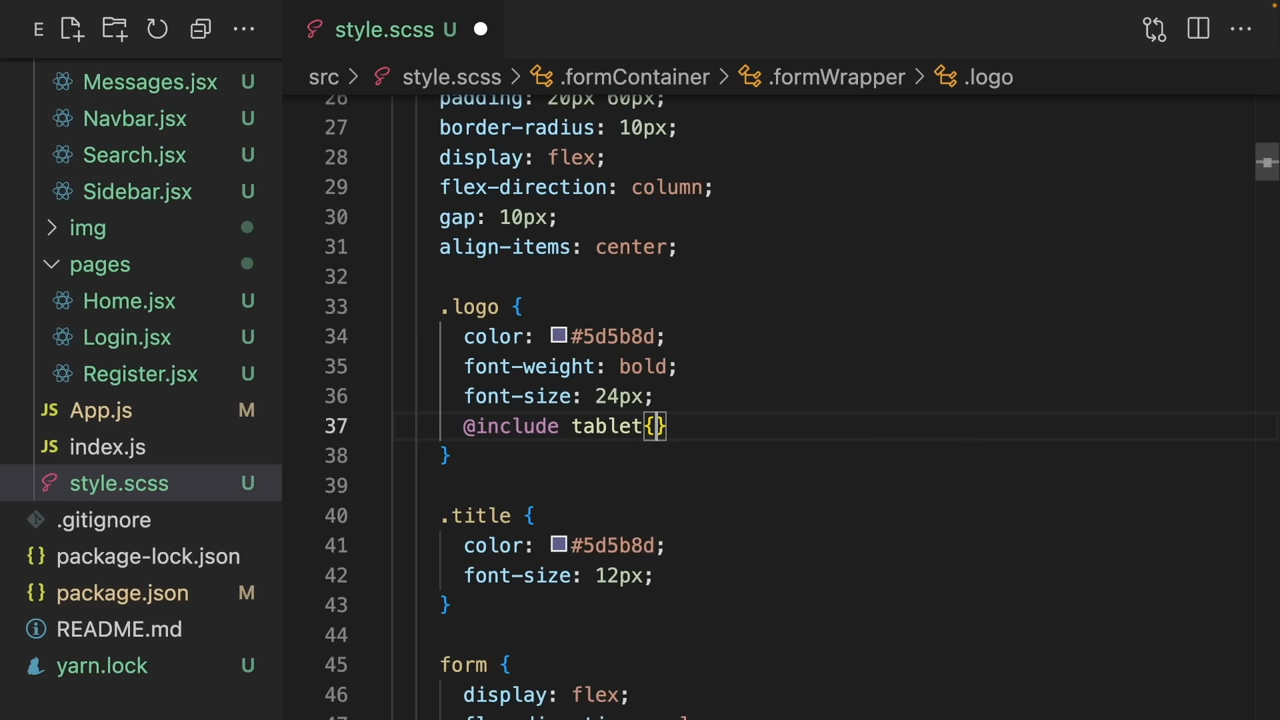 E
style.scss U
src > style.scss > .formContainer > .formWrapper > .logo
Messages.jsx U
Navbar.jsx U
Search.jsx U
Sidebar.jsx U
img
pages
Home.jsx U
Login.jsx U
Register.jsx U
JS App.js M
JS index.js
style.scss U
.gitignore
{} package-lock.json
{} package.json M
README.md
yarn.lock U
26 padding: 20px 60px;
27 border-radius: 10px;
28 display: flex;
29 flex-direction: column;
30 gap: 10px;
31 align-items: center;
32
33 .logo {
34 color: #5d5b8d;
35 font-weight: bold;
36 font-size: 24px;
37 @include tablet{}
38 }
39
40 .title {
41 color: #5d5b8d;
42 font-size: 12px;
43 }
44
45 form {
46 display: flex;